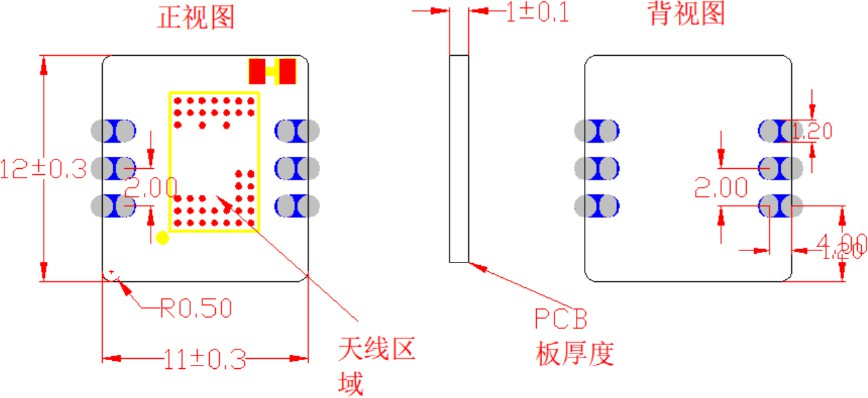 正视图
1±0.1
背视图
12±0.3
2.00
R0.50
11±0.3
天线区
域
PCB
板厚度
1.20
2.00
4.00
1.20